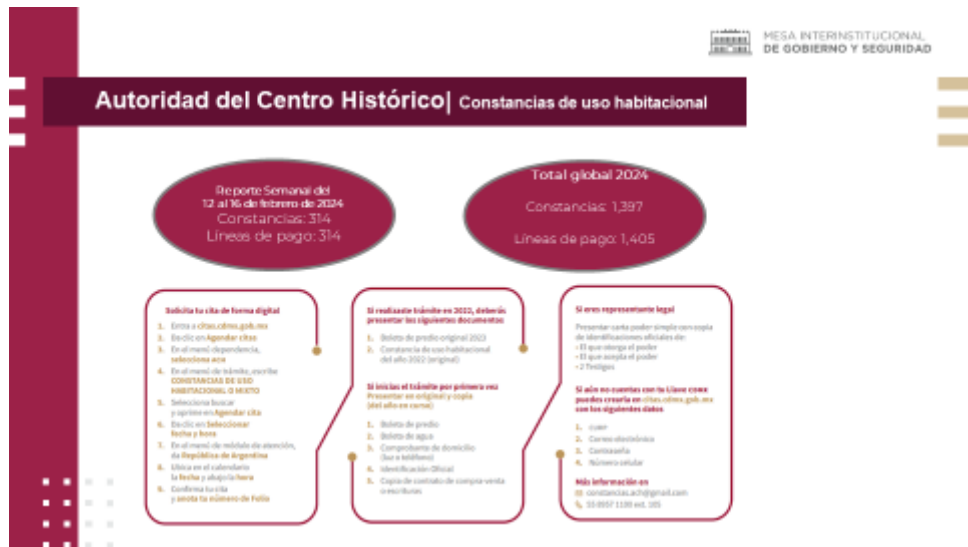 MESA INTERINSTITUCIONAL
DE GOBIERNO Y SEGURIDAD
Autoridad del Centro Histórico| Constancias de uso habitacional
Reporte Semanal del
12 al 16 de febrero de 2024
Constancias: 314
Líneas de pago: 314
Total global 2024
Constancias: 1,397
Líneas de pago: 1,405
Solicita tu cita de forma digital
1. Entra a citas.cdmx.gob.mx
2. Da clic en Agendar citas
3. En el menú dependencia,
selecciona ACH
4. En el menú de trámite, escribe
CONSTANCIAS DE USO
HABITACIONAL O MIXTO
5. Selecciona buscar
y oprime en Agendar cita
6. Da clic en Seleccionar
fecha y hora
7. En el menú de módulo de atención,
da República de Argentina
8. Ubica en el calendario
la fecha y abajo la hora
9. Confirma tu cita
y anota tu número de Folio
Si realizaste trámite en 2022, deberás
presentar los siguientes documentos
1. Boleta de predio original 2023
2. Constancia de uso habitacional
del año 2022 (original)
Si inicias el trámite por primera vez
Presentar en original y copia
(del año en curso)
1. Boleta de predio
2. Boleta de agua
3. Comprobante de domicilio
(luz o teléfono)
4. Identificación Oficial
5. Copia de contrato de compra-venta
o escrituras
Si eres representante legal
Presentar carta poder simple con copia
de identificaciones oficiales de:
• El que otorga el poder
• El que acepta el poder
• 2 Testigos
Si aún no cuentas con tu Llave CDMX
puedes crearla en citas.cdmx.gob.mx
con los siguientes datos
1. CURP
2. Correo electrónico
3. Contraseña
4. Número celular
Más información en
constancias.ach@gmail.com
55 8957 1100 ext. 105